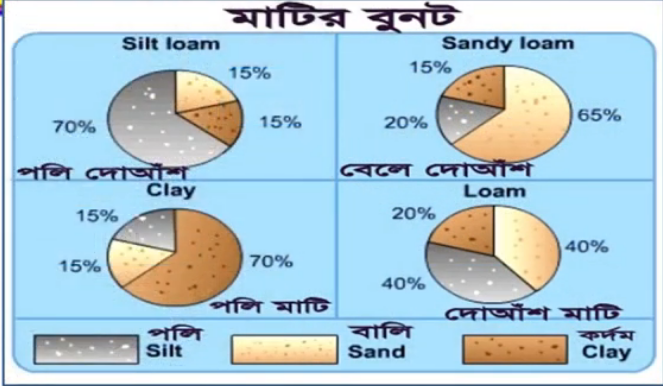 মাটির বুনট
Silt loam
15%
15%
70%
পলি দোআঁশ
Sandy loam
15%
65%
20%
বেলে দোআঁশ
Clay
15%
15%
70%
পলি মাটি
Loam
20%
40%
40%
দোআঁশ মাটি
পলি
Silt
বালি
Sand
কর্দম
Clay